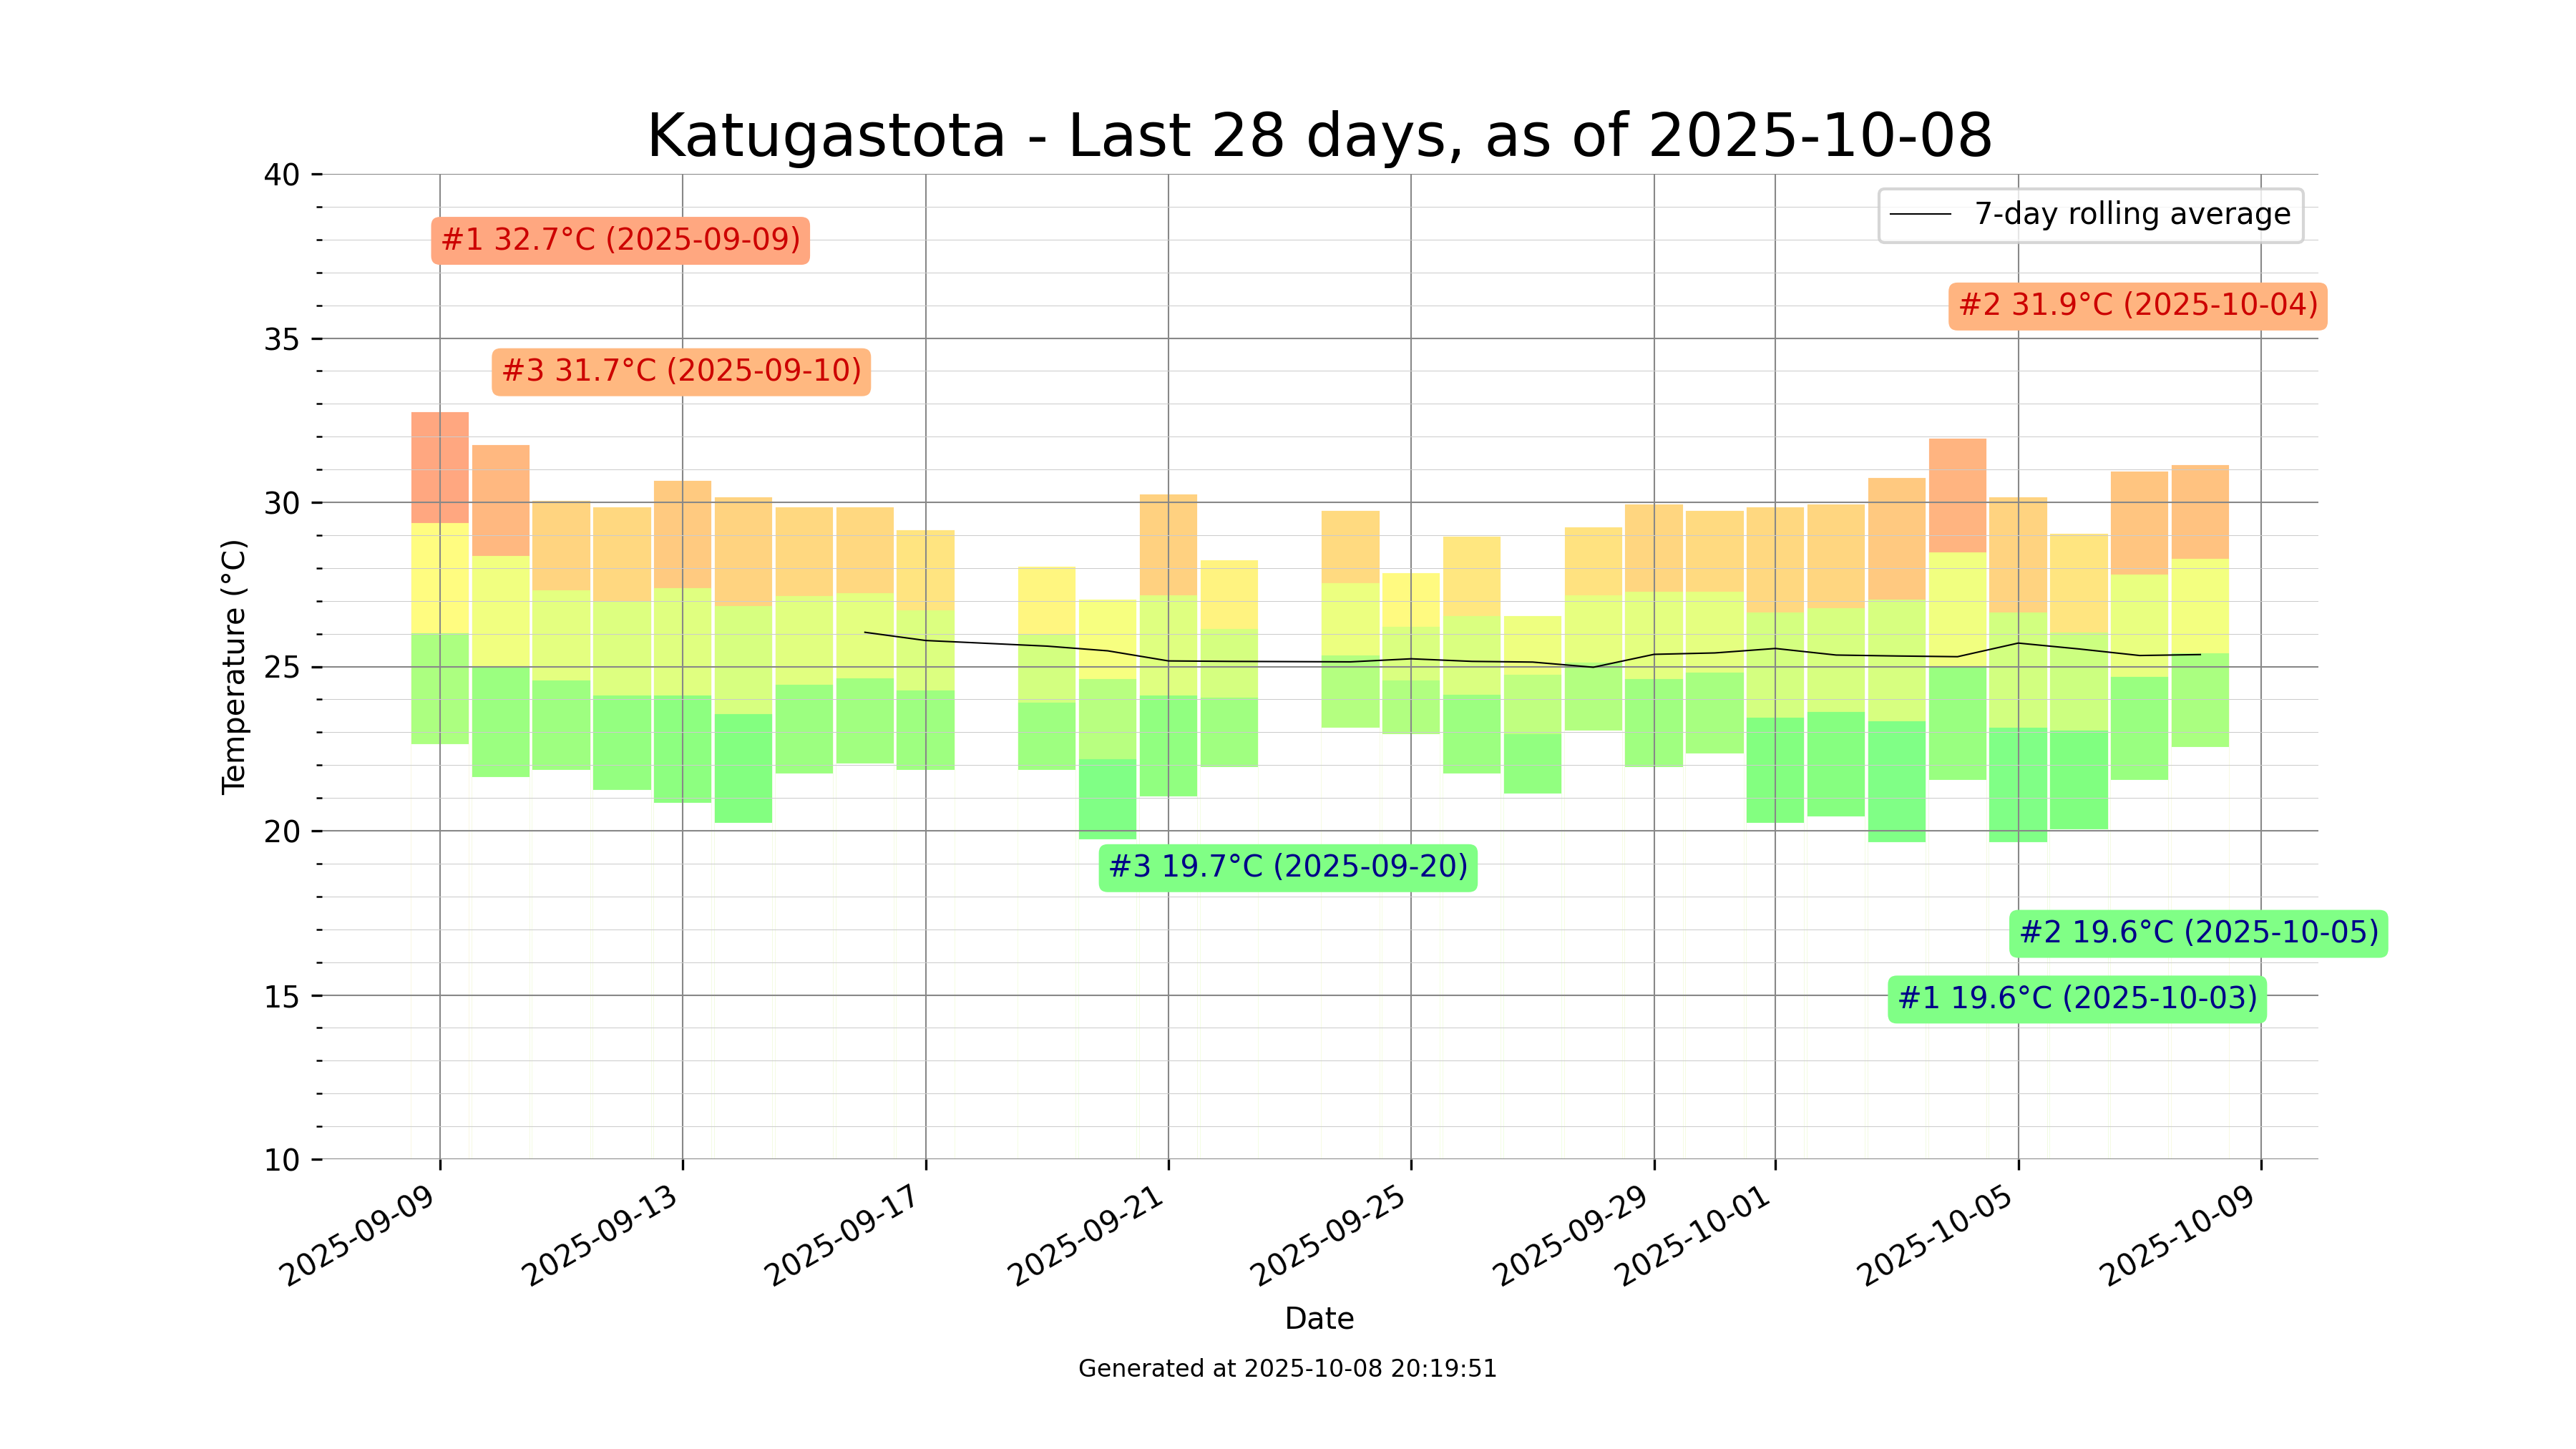 Katugastota - Last 28 days, as of 2025-10-08
40
7-day rolling average
#1 32.7°C (2025-09-09)
#2 31.9°C (2025-10-04)
35
#3 31.7°C (2025-09-10)
30
Temperature (°C)
25
20
#3 19.7°C (2025-09-20)
#2 19.6°C (2025-10-05)
15
#1 19.6°C (2025-10-03)
10
2025-09-09
2025-09-13
2025-09-17
2025-09-21
2025-09-25
2025-09-29
2025-10-01
2025-10-05
2025-10-09
Date
Generated at 2025-10-08 20:19:51